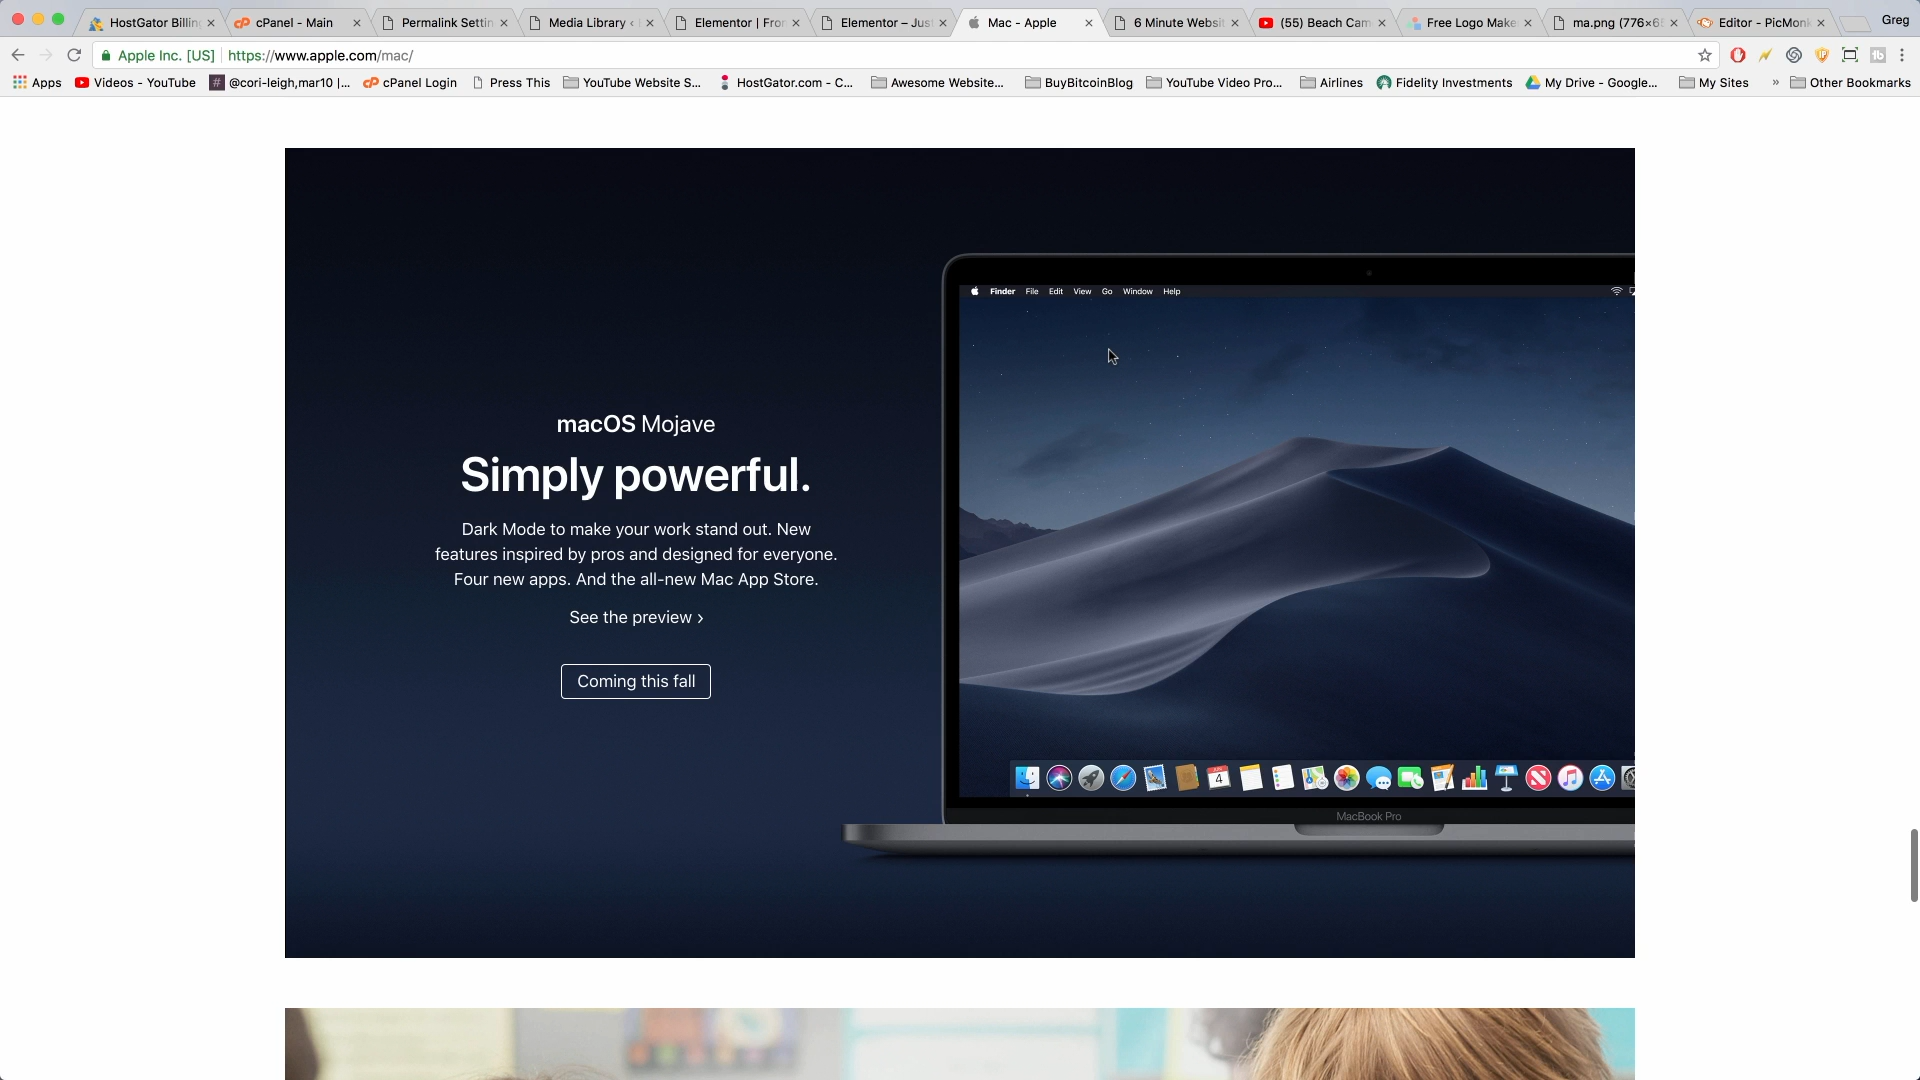 HostGator Billing
cPanel - Main
Permalink Settin
Media Library ‹
Elementor | Fron
Elementor – Just
Mac - Apple
6 Minute Websit
(55) Beach Cam
Free Logo Make
ma.png (776×6
Editor - PicMonk
Greg
Apple Inc. [US]
https://www.apple.com/mac/
Apps
Videos - YouTube
@cori-leigh,mar10 |...
cPanel Login
Press This
YouTube Website S...
HostGator.com - C...
Awesome Website...
BuyBitcoinBlog
YouTube Video Pro...
Airlines
Fidelity Investments
My Drive - Google...
My Sites
»
Other Bookmarks
Finder File Edit View Go Window Help
macOS Mojave
Simply powerful.
Dark Mode to make your work stand out. New
features inspired by pros and designed for everyone.
Four new apps. And the all-new Mac App Store.
See the preview ›
Coming this fall
4
MacBook Pro